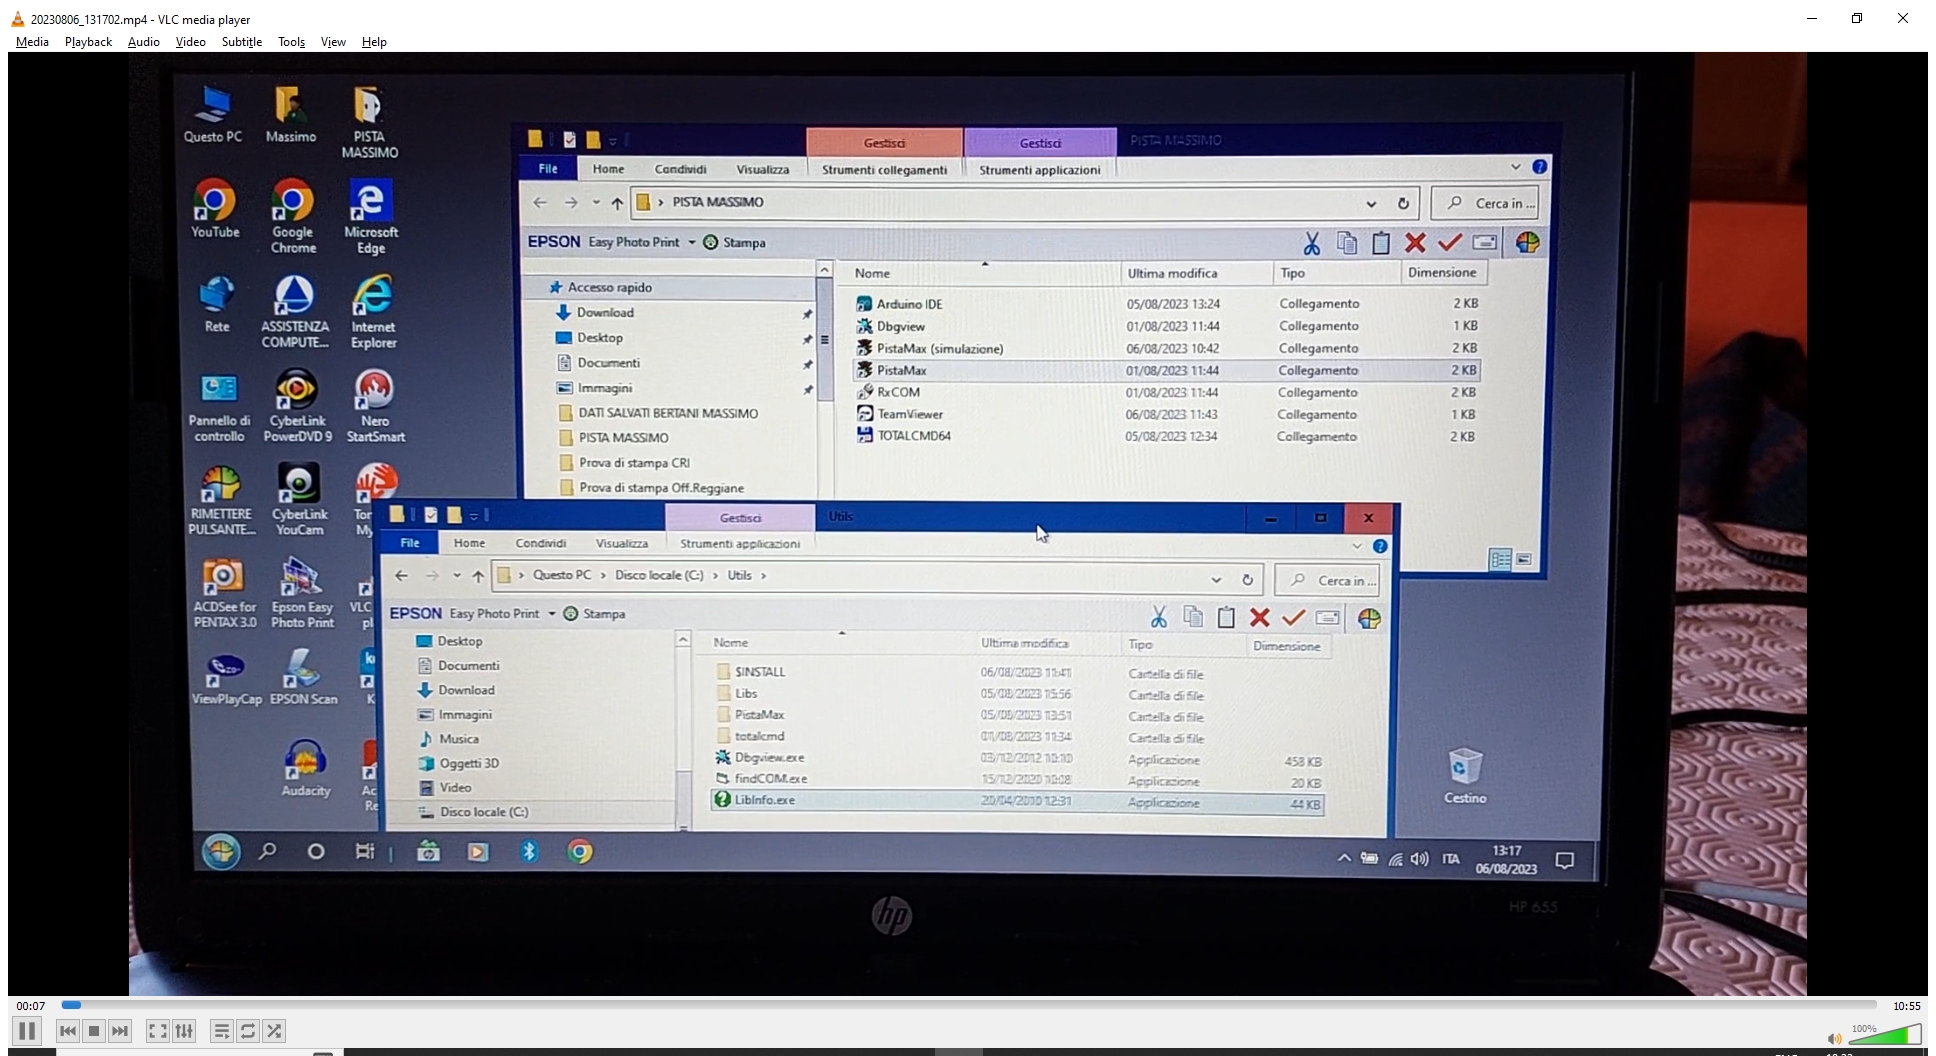 20230806_131702.mp4 - VLC media player
Media Playback Audio Video Subtitle Tools View Help
Questo PC
Massimo
PISTA MASSIMO
YouTube
Google Chrome
Microsoft Edge
Rete
ASSISTENZA COMPUTE...
Internet Explorer
Pannello di controllo
CyberLink PowerDVD 9
Nero StartSmart
RIMETTERE PULSANTE...
CyberLink YouCam
ACDSee for PENTAX 3.0
Epson Easy Photo Print
VLC
ViewPlayCap
EPSON Scan
Audacity
Gestisci
Gestisci
PISTA MASSIMO
File Home Condividi Visualizza Strumenti collegamenti Strumenti applicazioni
PISTA MASSIMO
Cerca in ...
EPSON Easy Photo Print Stampa
Accesso rapido
Download
Desktop
Documenti
Immagini
DATI SALVATI BERTANI MASSIMO
PISTA MASSIMO
Prova di stampa CRI
Prova di stampa Off.Reggiane
Nome Ultima modifica Tipo Dimensione
Arduino IDE 05/08/2023 13:24 Collegamento 2 KB
Dbgview 01/08/2023 11:44 Collegamento 1 KB
PistaMax (simulazione) 06/08/2023 10:42 Collegamento 2 KB
PistaMax 01/08/2023 11:44 Collegamento 2 KB
RxCOM 01/08/2023 11:44 Collegamento 2 KB
TeamViewer 06/08/2023 11:43 Collegamento 1 KB
TOTALCMD64 05/08/2023 12:34 Collegamento 2 KB
Gestisci
Utils
File Home Condividi Visualizza Strumenti applicazioni
Questo PC > Disco locale (C:) > Utils >
Cerca in ...
EPSON Easy Photo Print Stampa
Desktop
Documenti
Download
Immagini
Musica
Oggetti 3D
Video
Disco locale (C:)
Nome Ultima modifica Tipo Dimensione
$INSTALL 06/08/2023 11:41 Cartella di file
Libs 05/08/2023 15:56 Cartella di file
PistaMax 05/08/2023 13:51 Cartella di file
totalcmd 01/08/2023 11:34 Cartella di file
Dbgview.exe 03/12/2012 Applicazione 453 KB
findCOM.exe 15/12/2020 Applicazione 20 KB
LibInfo.exe 20/04/2010 12:31 Applicazione 44 KB
Cestino
ITA
13:17
06/08/2023
hp
HP 655
00:07
10:55
100%